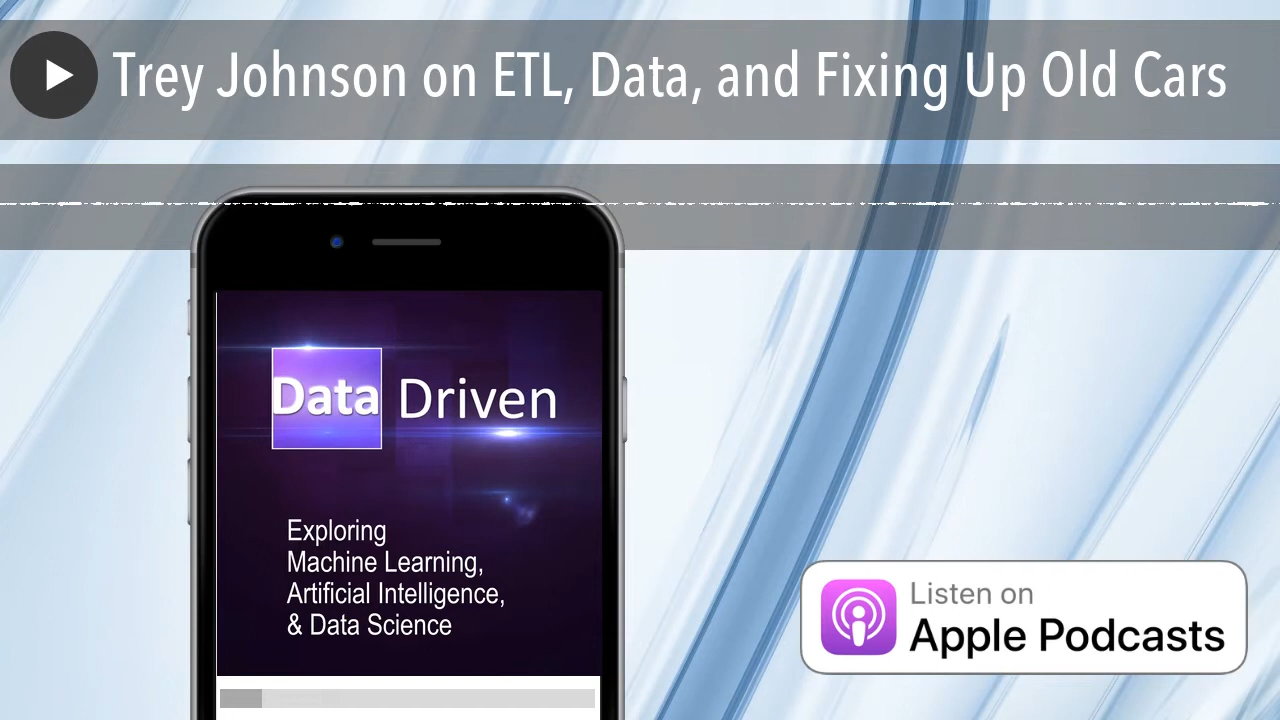 Trey Johnson on ETL, Data, and Fixing Up Old Cars
Data Driven
Exploring
Machine Learning,
Artificial Intelligence,
& Data Science
Listen on
Apple Podcasts